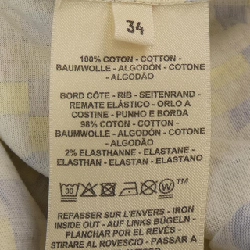 34
100% COTON - COTTON -
BAUMWOLLE - ALGODÓN - COTONE
- ALGODÃO
BORD CÔTE - RIB - SEITENRAND -
REMATE ELÁSTICO - ORLO A
COSTINE - PUNHO E BORDA
98% COTON - COTTON -
BAUMWOLLE - ALGODÓN - COTONE
- ALGODÃO
2% ELASTHANNE - ELASTANE -
ELASTHAN - ELASTAN - ELASTANO
30 W
REPASSER SUR L'ENVERS - IRON
INSIDE OUT - AUF LINKS BÜGELN -
PLANCHAR POR EL REVÉS -
STIRARE AL ROVESCIO - PASSAR A